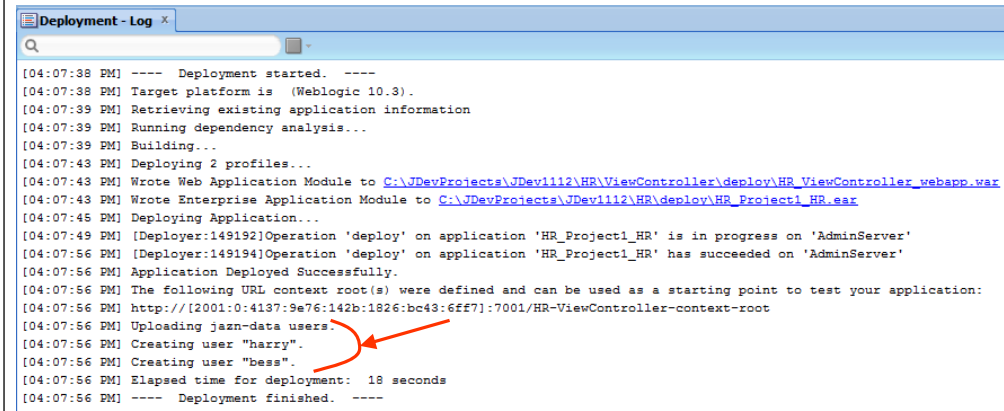 Deployment - Log
[04:07:38 PM] ---- Deployment started. ----
[04:07:38 PM] Target platform is (Weblogic 10.3).
[04:07:39 PM] Retrieving existing application information
[04:07:39 PM] Running dependency analysis...
[04:07:39 PM] Building...
[04:07:43 PM] Deploying 2 profiles...
[04:07:43 PM] Wrote Web Application Module to C:\JDevProjects\JDev1112\HR\ViewController\deploy\HR_ViewController_webapp.war
[04:07:43 PM] Wrote Enterprise Application Module to C:\JDevProjects\JDev1112\HR\deploy\HR_Project1_HR.ear
[04:07:45 PM] Deploying Application...
[04:07:49 PM] [Deployer:149192]Operation 'deploy' on application 'HR_Project1_HR' is in progress on 'AdminServer'
[04:07:56 PM] [Deployer:149194]Operation 'deploy' on application 'HR_Project1_HR' has succeeded on 'AdminServer'
[04:07:56 PM] Application Deployed Successfully.
[04:07:56 PM] The following URL context root(s) were defined and can be used as a starting point to test your application:
[04:07:56 PM] http://[2001:0:4137:9e76:142b:1826:bc43:6ff7]:7001/HR-ViewController-context-root
[04:07:56 PM] Uploading jazn-data users.
[04:07:56 PM] Creating user "harry".
[04:07:56 PM] Creating user "bess".
[04:07:56 PM] Elapsed time for deployment: 18 seconds
[04:07:56 PM] ---- Deployment finished. ----